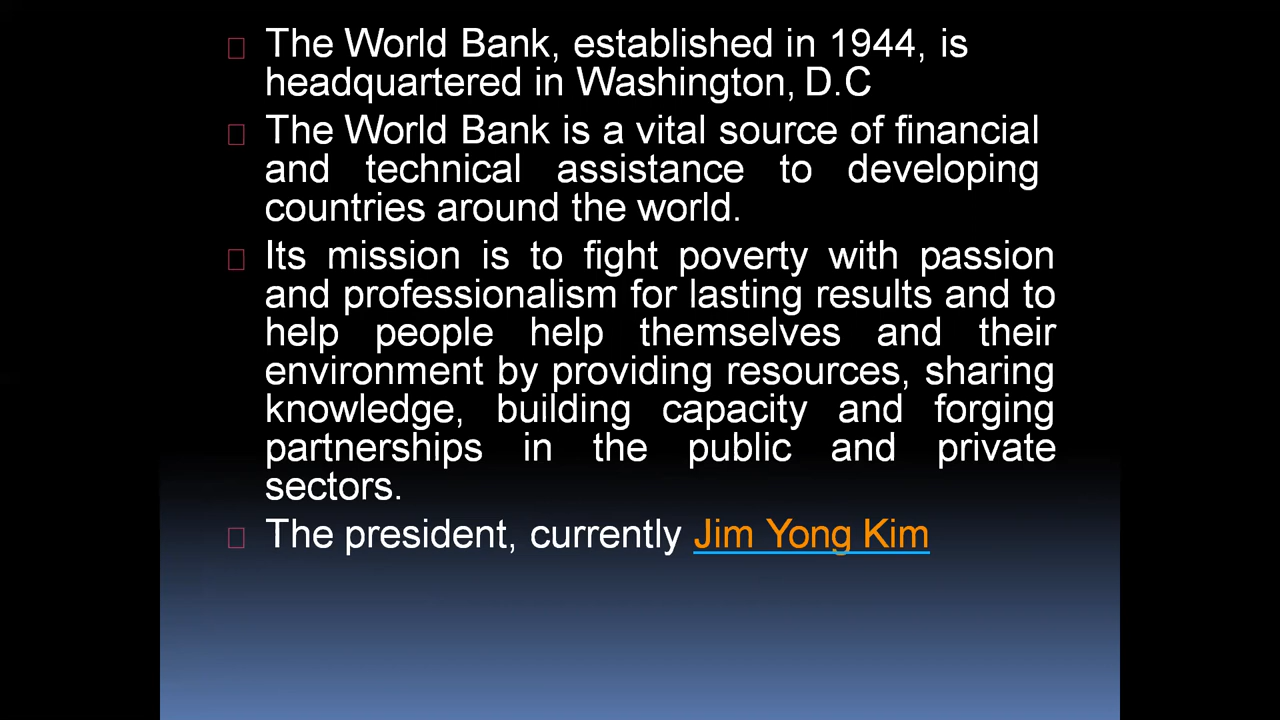 The World Bank, established in 1944, is
headquartered in Washington, D.C
The World Bank is a vital source of financial
and technical assistance to developing
countries around the world.
Its mission is to fight poverty with passion
and professionalism for lasting results and to
help people help themselves and their
environment by providing resources, sharing
knowledge, building capacity and forging
partnerships in the public and private
sectors.
The president, currently Jim Yong Kim